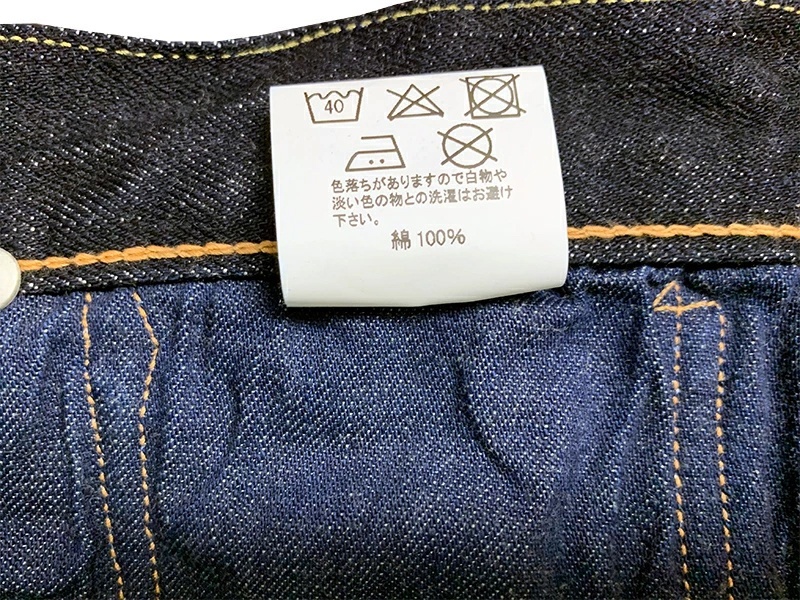 40
色落ちがありますので白物や
淡い色の物との洗濯はお避け
下さい。
綿 100%